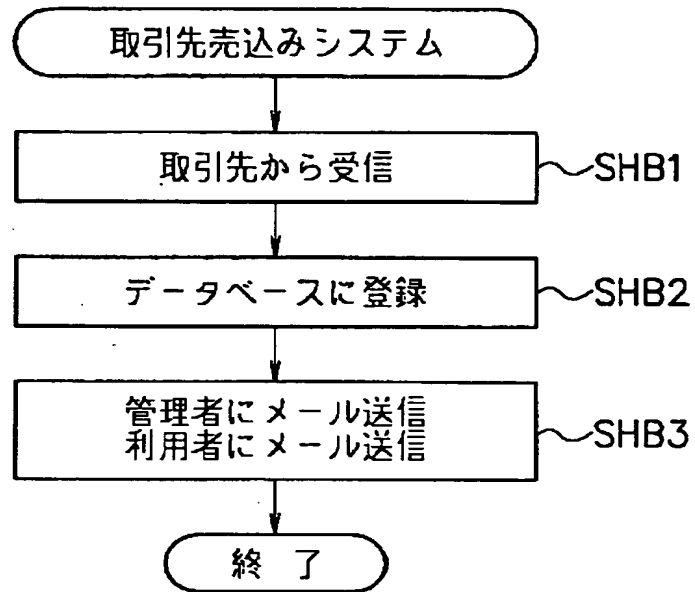 取引先売込みシステム
取引先から受信
SHB1
データベースに登録
SHB2
管理者にメール送信
利用者にメール送信
SHB3
終 了